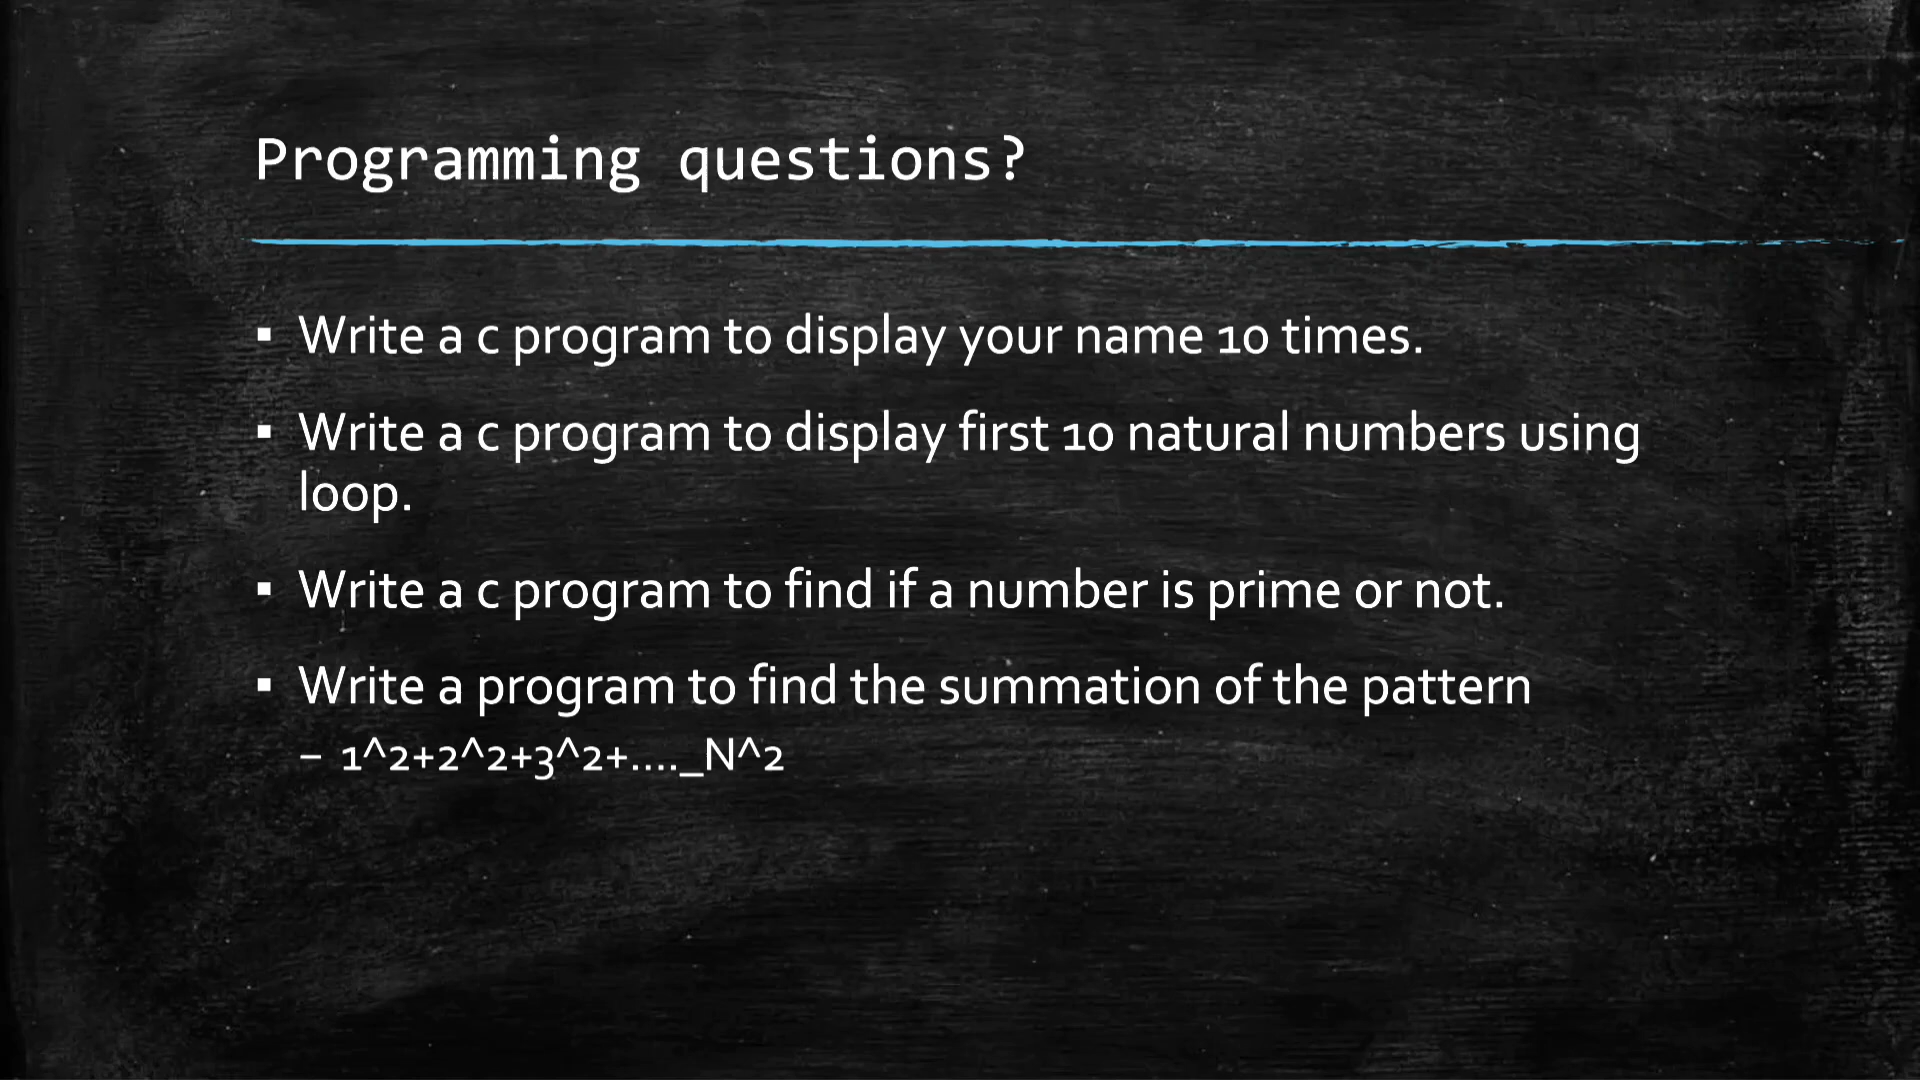 Programming questions?
▪ Write a c program to display your name 10 times.
▪ Write a c program to display first 10 natural numbers using
loop.
▪ Write a c program to find if a number is prime or not.
▪ Write a program to find the summation of the pattern
– 1^2+2^2+3^2+...._N^2